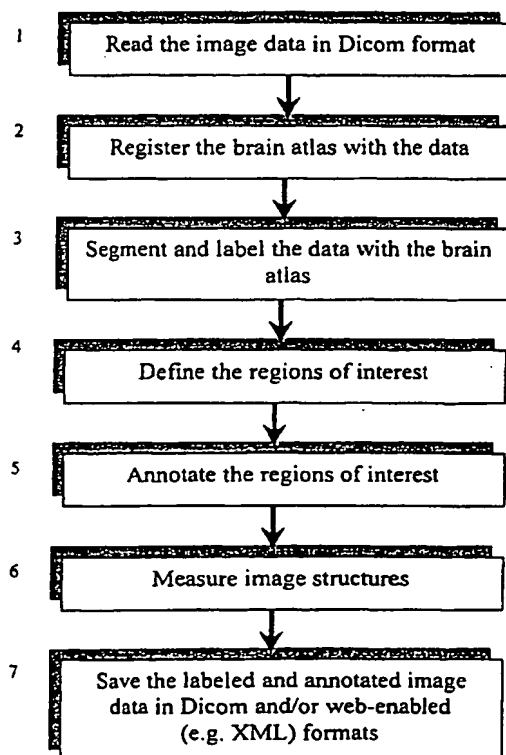 1
Read the image data in Dicom format
2
Register the brain atlas with the data
3
Segment and label the data with the brain
atlas
4
Define the regions of interest
5
Annotate the regions of interest
6
Measure image structures
7
Save the labeled and annotated image
data in Dicom and/or web-enabled
(e.g. XML) formats